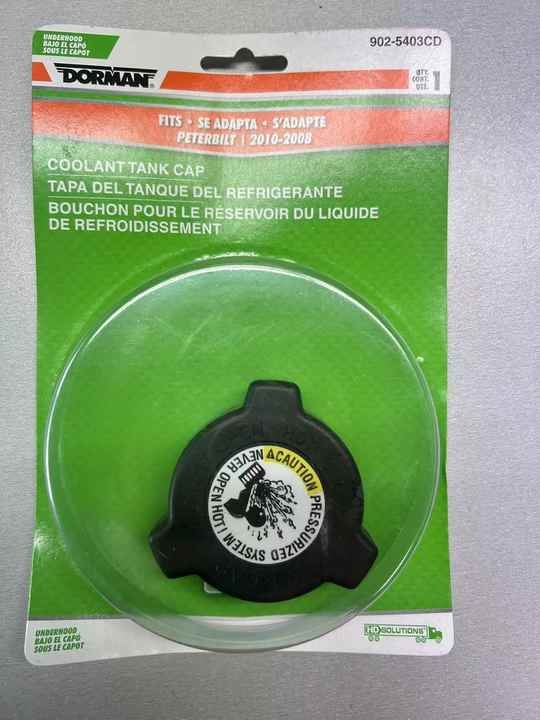 UNDERHOOD
BAJO EL CAPÓ
SOUS LE CAPOT
902-5403CD
DORMAN®
QTY.
CONT.
QTÉ.
1
FITS • SE ADAPTA • S'ADAPTE
PETERBILT | 2010-2008
COOLANT TANK CAP
TAPA DEL TANQUE DEL REFRIGERANTE
BOUCHON POUR LE RÉSERVOIR DU LIQUIDE
DE REFROIDISSEMENT
CAUTION PRESSURIZED SYSTEM ! HOT ! NEVER OPEN
UNDERHOOD
BAJO EL CAPÓ
SOUS LE CAPOT
HD SOLUTIONS